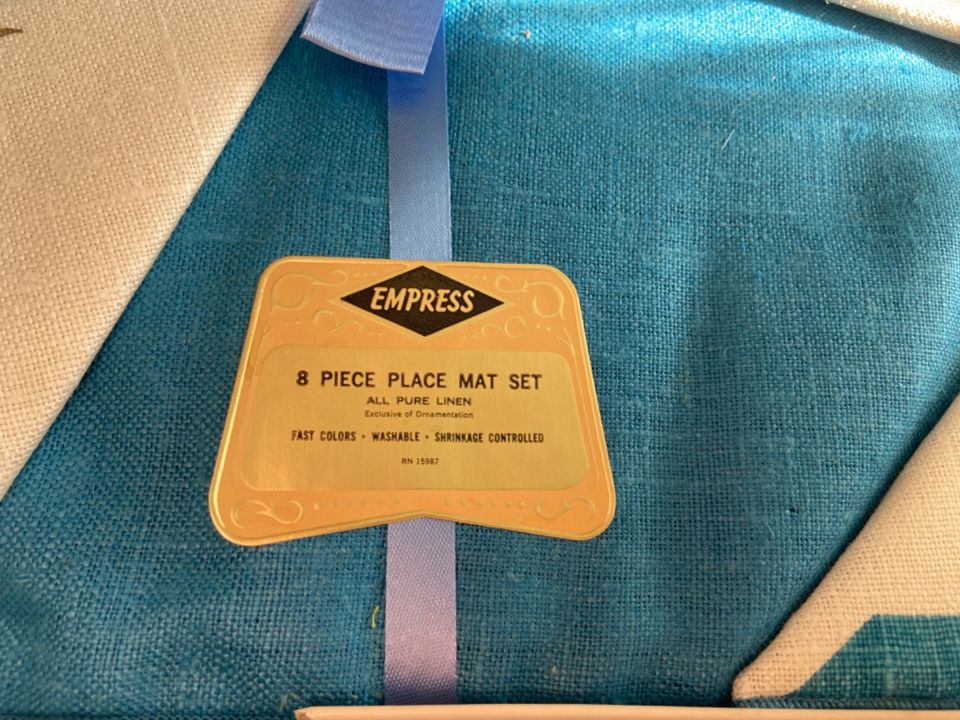 EMPRESS
8 PIECE PLACE MAT SET
ALL PURE LINEN
Exclusive of Ornamentation
FAST COLORS • WASHABLE • SHRINKAGE CONTROLLED
RN 15987